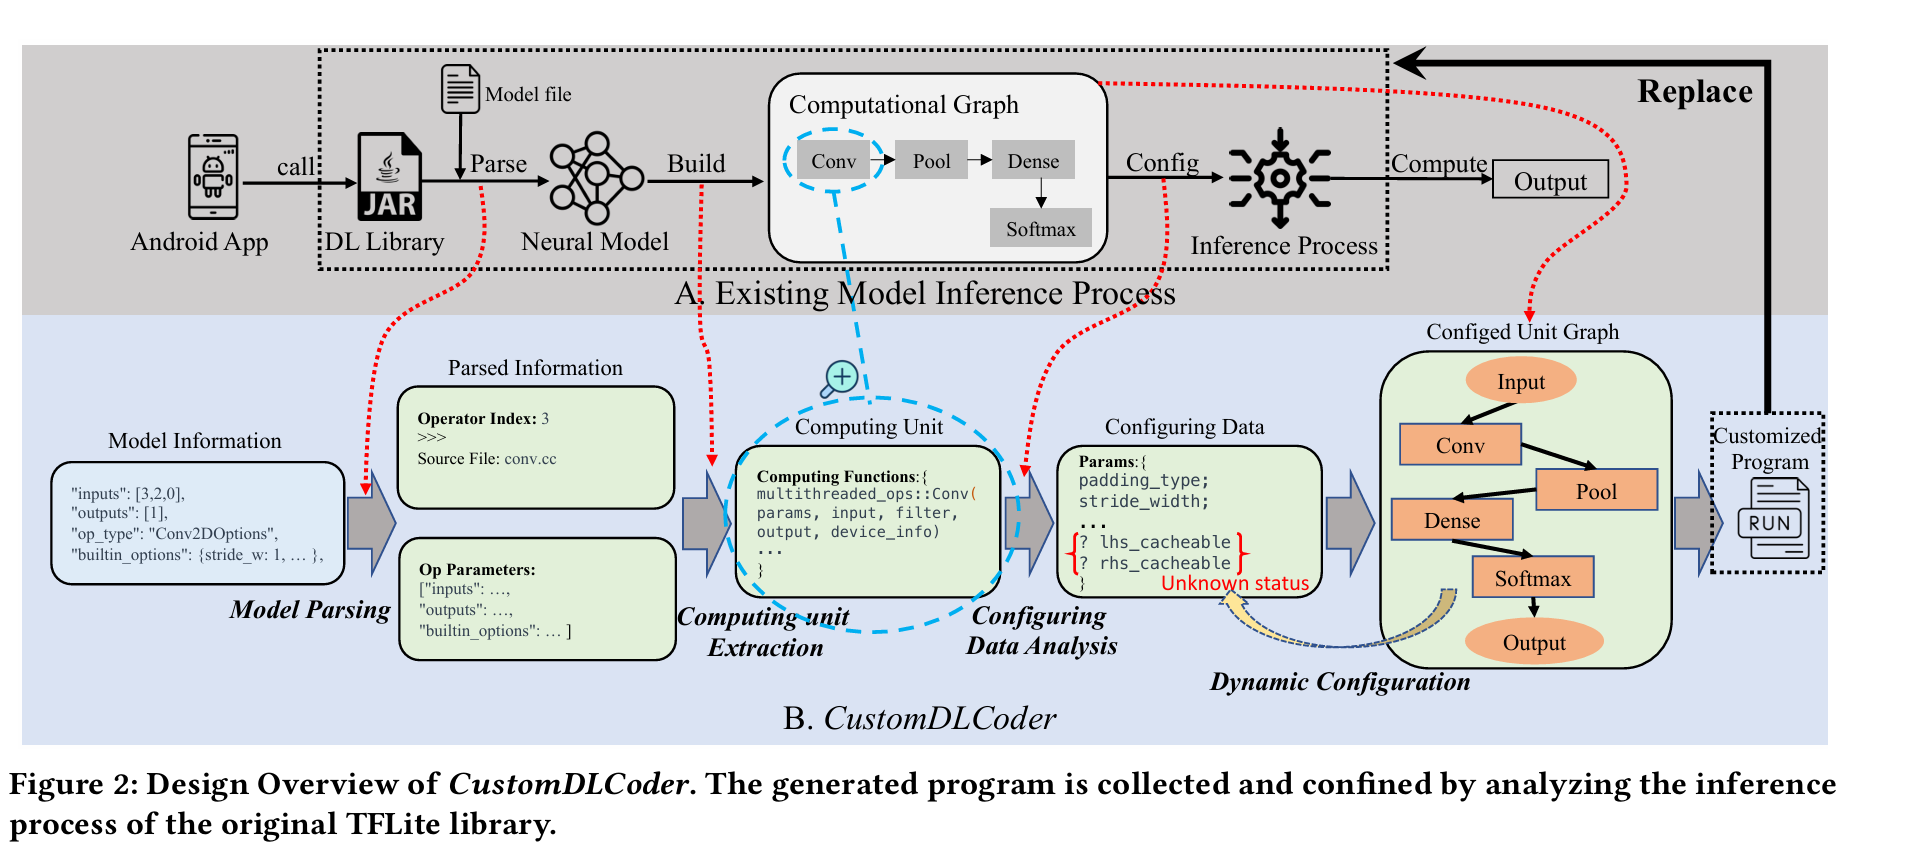 Model file
Computational Graph
Replace
call
Parse
Build
Conv
Pool
Dense
Config
Compute
Output
JAR
Softmax
Android App
DL Library
Neural Model
Inference Process
A. Existing Model Inference Process
Configed Unit Graph
Parsed Information
Input
Model Information
Operator Index: 3
>>>
Source File: conv.cc
Computing Unit
Configuring Data
Conv
Customized
Program
"inputs": [3,2,0],
"outputs": [1],
"op_type": "Conv2DOptions",
"builtin_options": {stride_w: 1, … },
Computing Functions:{
multithreaded_ops::Conv(
params, input, filter,
output, device_info)
...
}
Params:{
padding_type;
stride_width;
...
? lhs_cacheable
? rhs_cacheable
}
Unknown status
Pool
Dense
RUN
Softmax
Op Parameters:
["inputs": …,
"outputs": …,
"builtin_options": … ]
Output
Model Parsing
Computing unit
Extraction
Configuring
Data Analysis
Dynamic Configuration
B. CustomDLCoder
Figure 2: Design Overview of CustomDLCoder. The generated program is collected and confined by analyzing the inference
process of the original TFLite library.